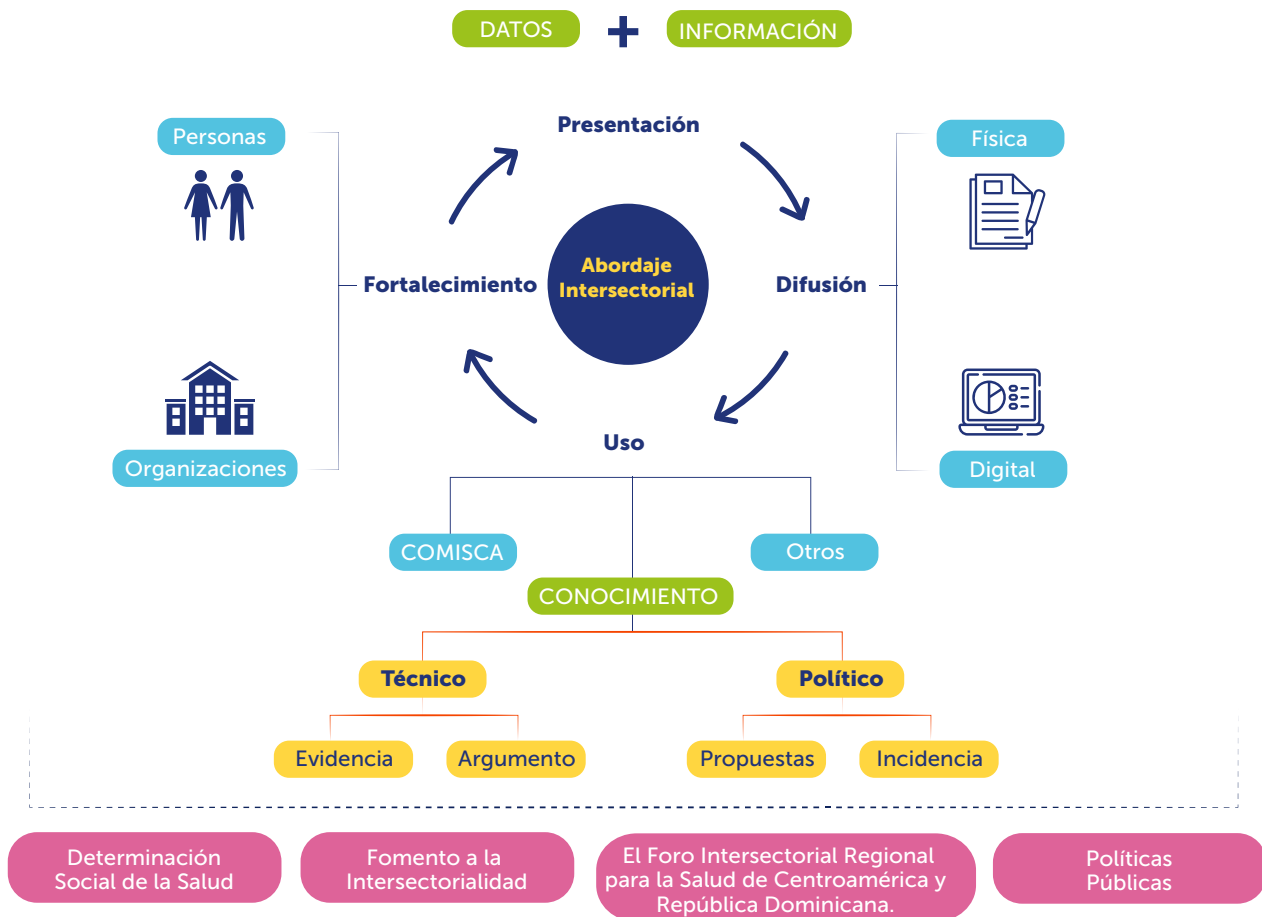 DATOS + INFORMACIÓN
Presentación
Personas
Física
Abordaje
Intersectorial
Fortalecimiento
Difusión
Uso
Organizaciones
Digital
COMISCA
Otros
CONOCIMIENTO
Técnico
Político
Evidencia
Argumento
Propuestas
Incidencia
Determinación
Social de la Salud
Fomento a la
Intersectorialidad
El Foro Intersectorial Regional
para la Salud de Centroamérica y
República Dominicana.
Políticas
Públicas